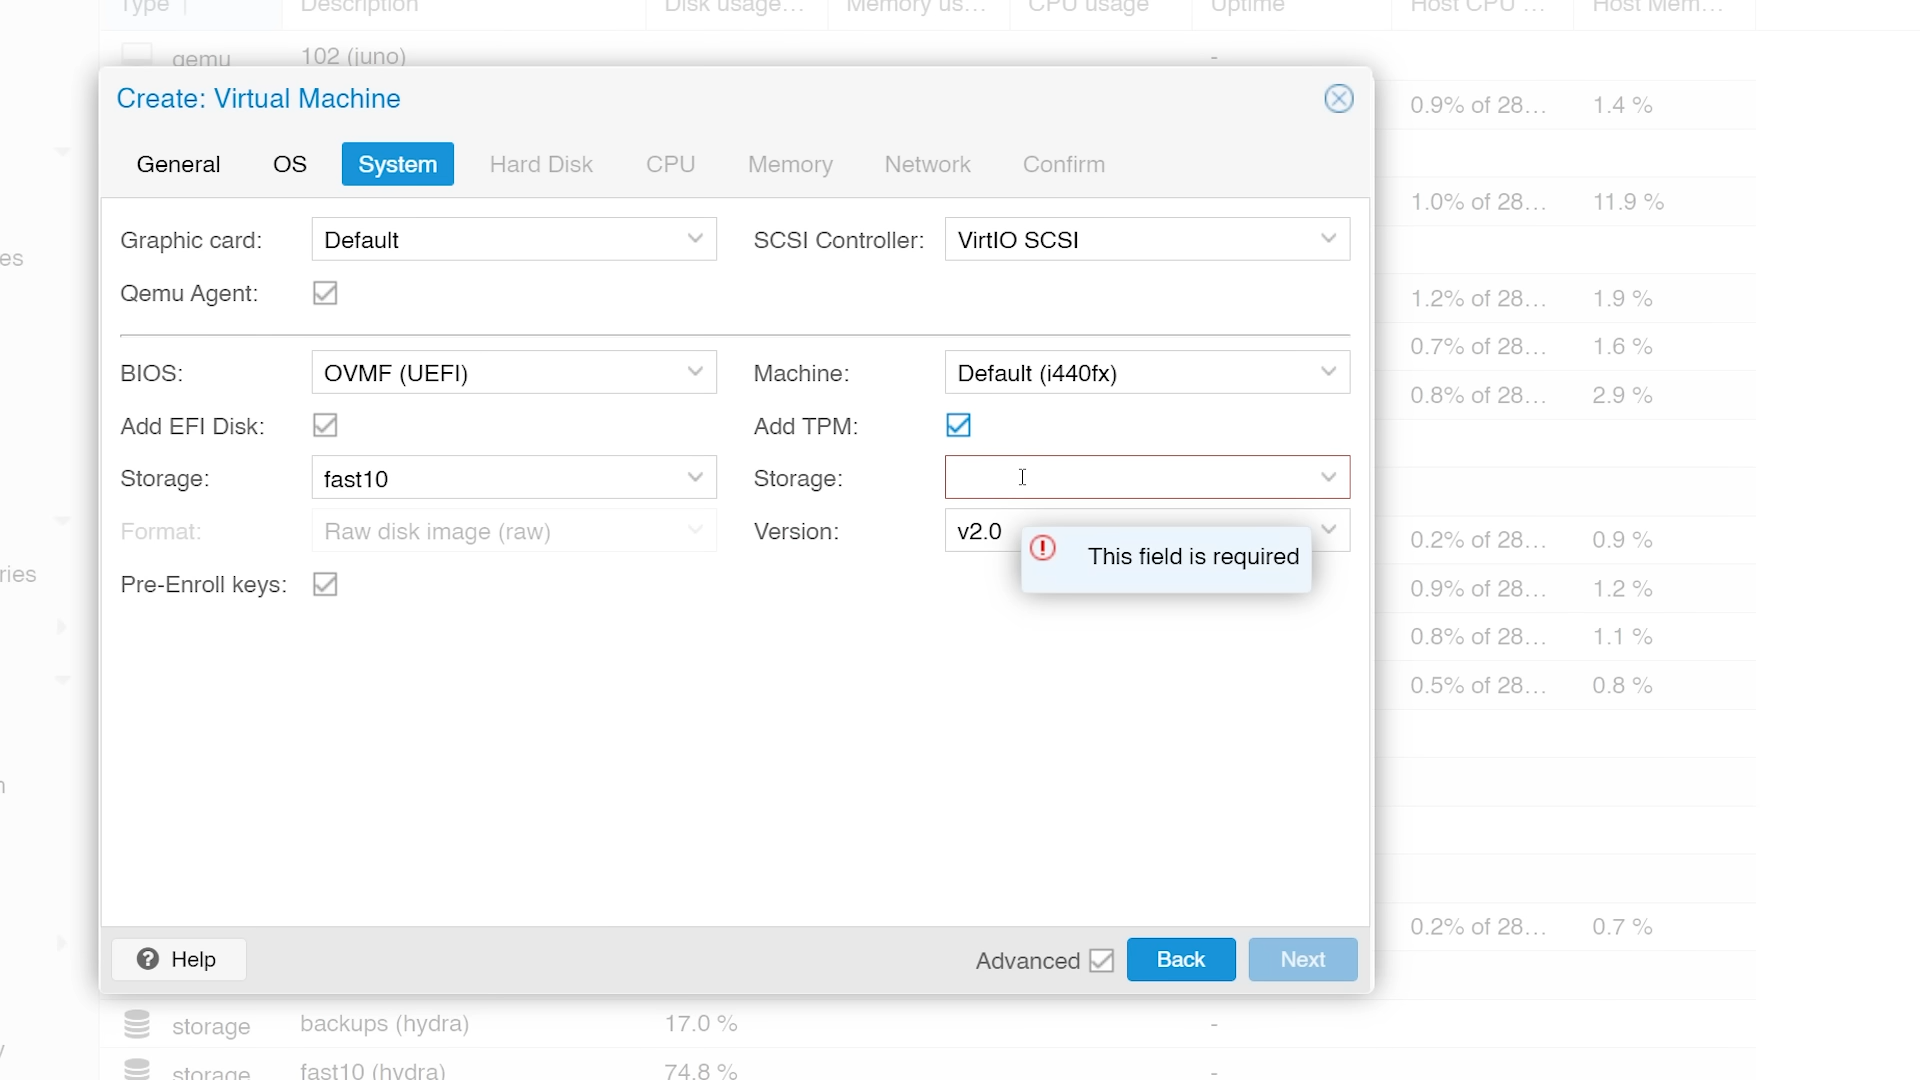 Type Description Disk usage... Memory us... CPU usage Uptime Host CPU ... Host Mem...
qemu 102 (juno) -
Create: Virtual Machine
0.9% of 28... 1.4 %
General OS System Hard Disk CPU Memory Network Confirm
1.0% of 28... 11.9 %
Graphic card: Default SCSI Controller: VirtIO SCSI
es
Qemu Agent:
1.2% of 28... 1.9 %
0.7% of 28... 1.6 %
BIOS: OVMF (UEFI) Machine: Default (i440fx)
0.8% of 28... 2.9 %
Add EFI Disk: Add TPM:
Storage: fast10 Storage:
Format: Raw disk image (raw) Version: v2.0
0.2% of 28... 0.9 %
This field is required
ries
Pre-Enroll keys:
0.9% of 28... 1.2 %
0.8% of 28... 1.1 %
0.5% of 28... 0.8 %
0.2% of 28... 0.7 %
Help Advanced Back Next
storage backups (hydra) 17.0 % -
storage fast10 (hydra) 74.8 % -